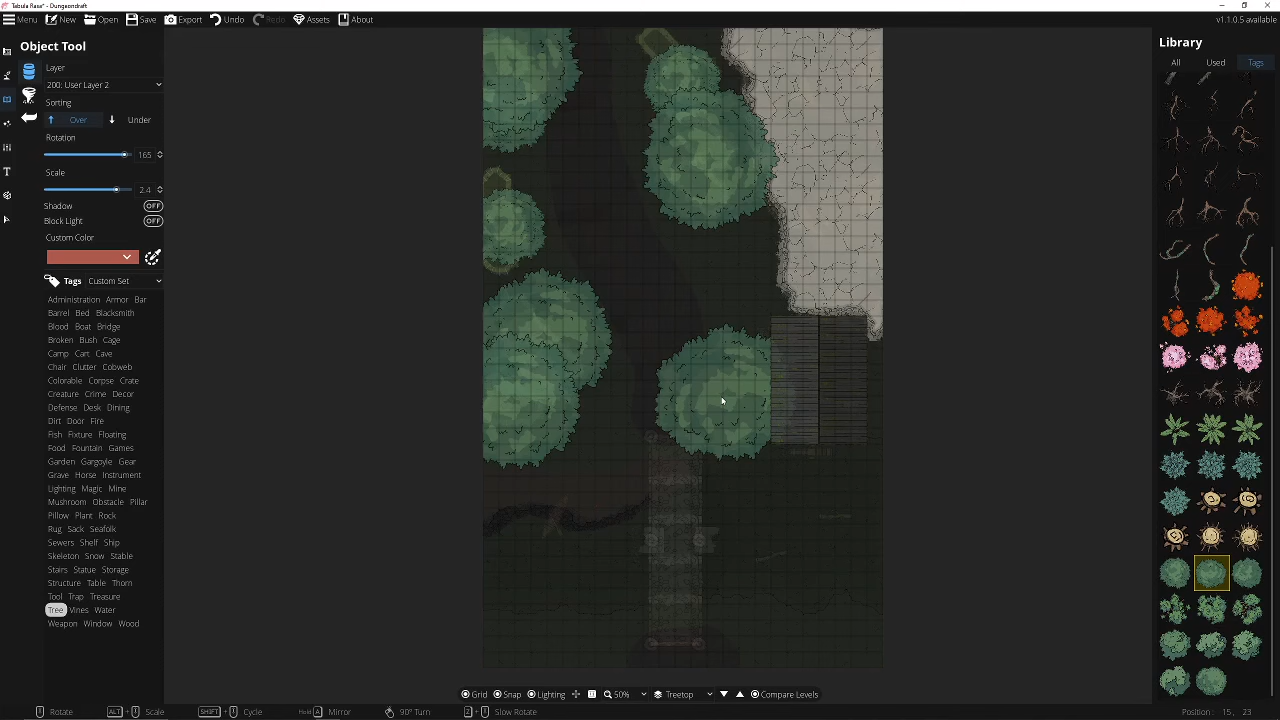 Tabula Rasa* - Dungeondraft
Menu New Open Save Export Undo Redo Assets About v1.1.0.5 available
Object Tool
Layer
200: User Layer 2
Sorting
Over Under
Rotation
165
Scale
2.4
Shadow OFF
Block Light OFF
Custom Color
Tags Custom Set
Administration Armor Bar
Barrel Bed Blacksmith
Blood Boat Bridge
Broken Bush Cage
Camp Cart Cave
Chair Clutter Cobweb
Colorable Corpse Crate
Creature Crime Decor
Defense Desk Dining
Dirt Door Fire
Fish Fixture Floating
Food Fountain Games
Garden Gargoyle Gear
Grave Horse Instrument
Lighting Magic Mine
Mushroom Obstacle Pillar
Pillow Plant Rock
Rug Sack Seafolk
Sewers Shelf Ship
Skeleton Snow Stable
Stairs Statue Storage
Structure Table Thorn
Tool Trap Treasure
Tree Vines Water
Weapon Window Wood
Library
All Used Tags
Grid Snap Lighting 50% Treetop Compare Levels
Rotate ALT + Scale SHIFT + Cycle Hold A Mirror 90° Turn Z + Slow Rotate Position : 15, 23